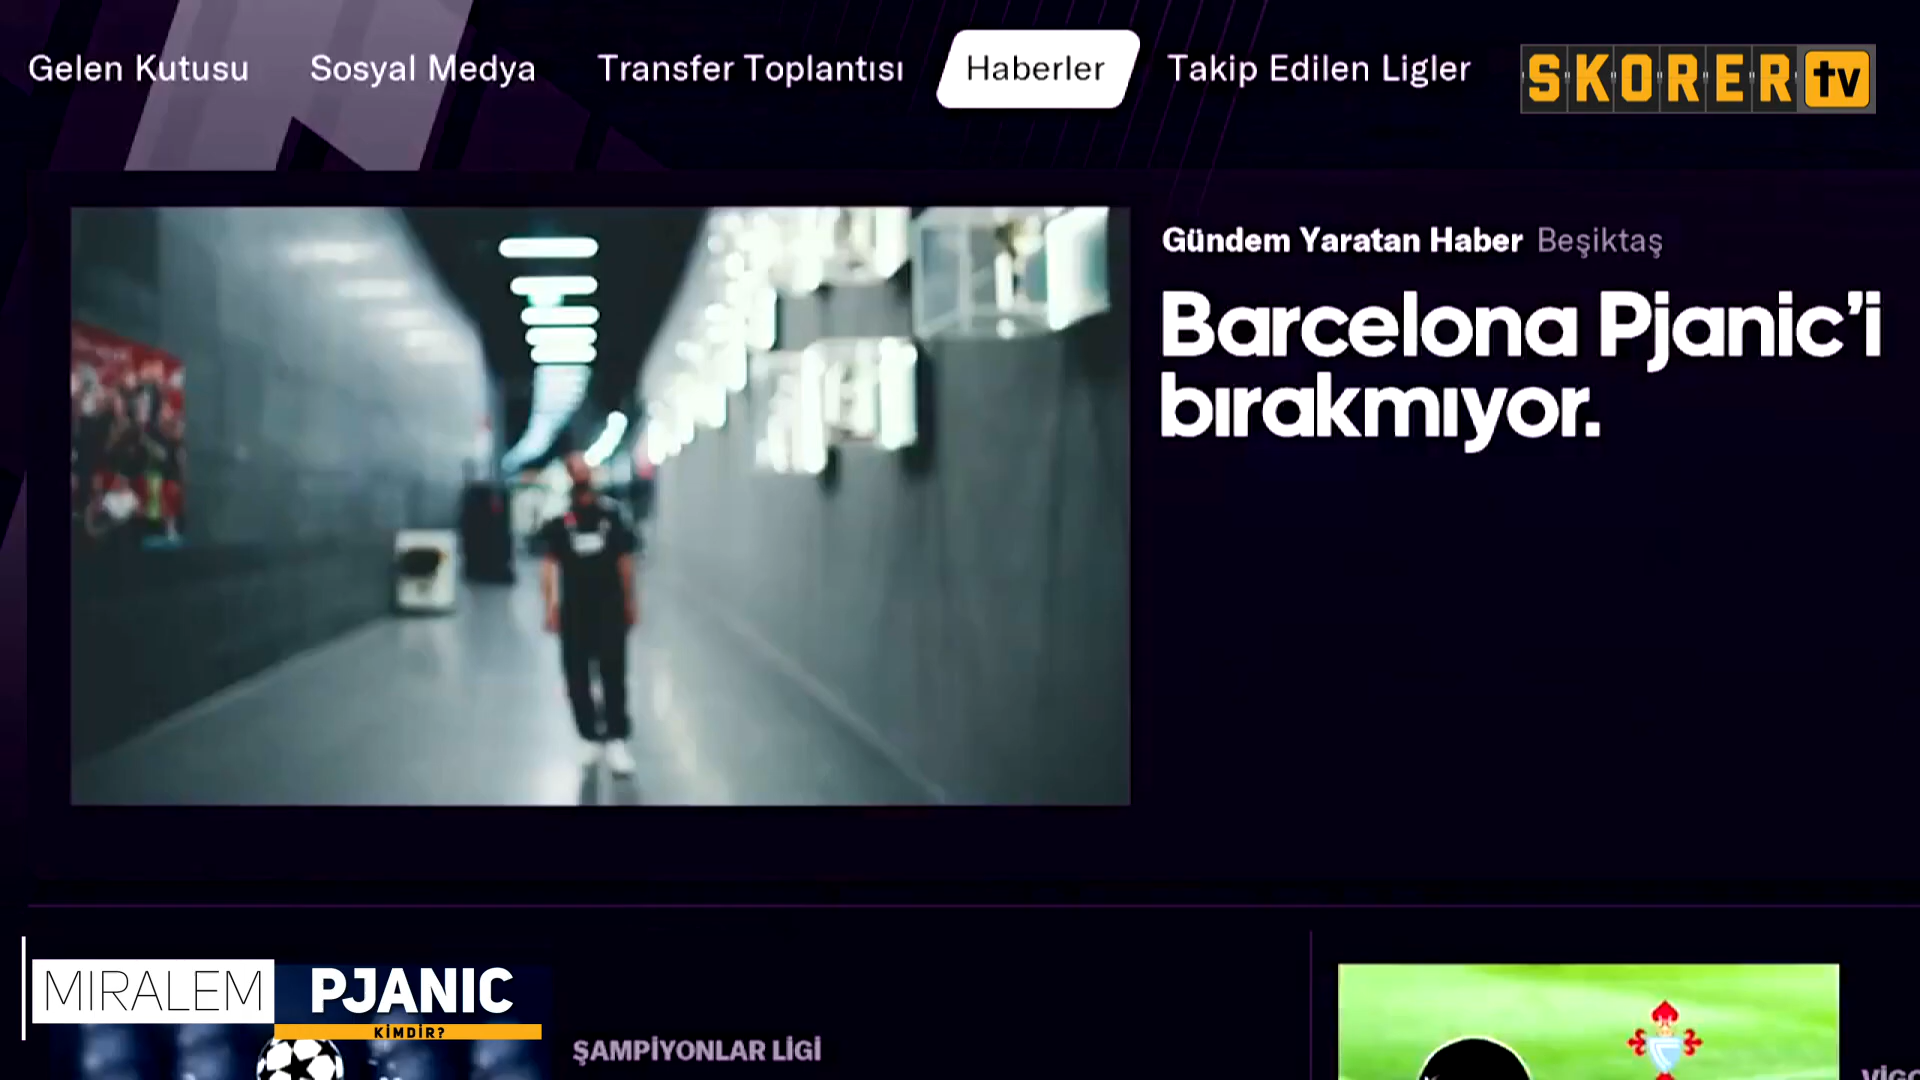 Gelen Kutusu
Sosyal Medya
Transfer Toplantısı
Haberler
Takip Edilen Ligler
SKORER tv
Gündem Yaratan Haber Beşiktaş
Barcelona Pjanic’i
bırakmıyor.
MIRALEM PJANIC
KİMDİR?
ŞAMPİYONLAR LİGİ